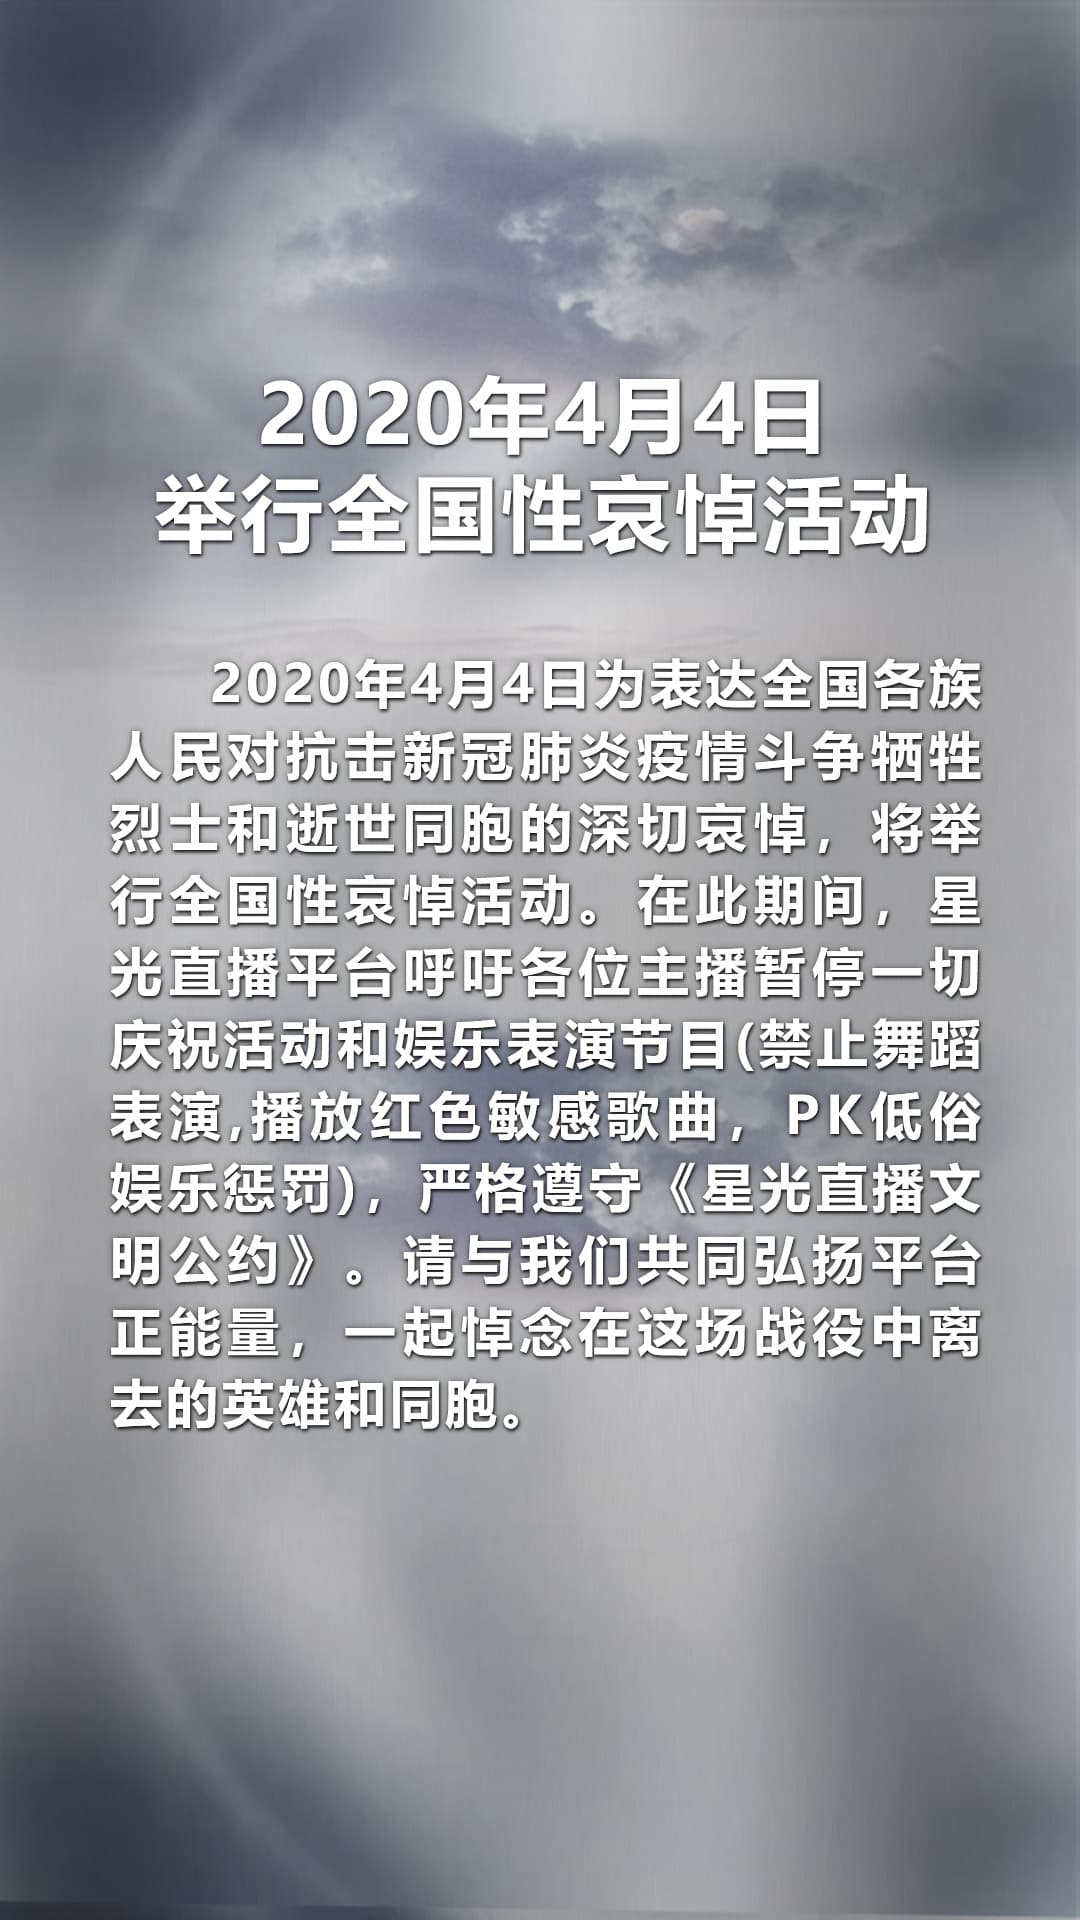 2020年4月4日
举行全国性哀悼活动
2020年4月4日为表达全国各族
人民对抗击新冠肺炎疫情斗争牺牲
烈士和逝世同胞的深切哀悼，将举
行全国性哀悼活动。在此期间，星
光直播平台呼吁各位主播暂停一切
庆祝活动和娱乐表演节目(禁止舞蹈
表演,播放红色敏感歌曲，PK低俗
娱乐惩罚)，严格遵守《星光直播文
明公约》。请与我们共同弘扬平台
正能量，一起悼念在这场战役中离
去的英雄和同胞。